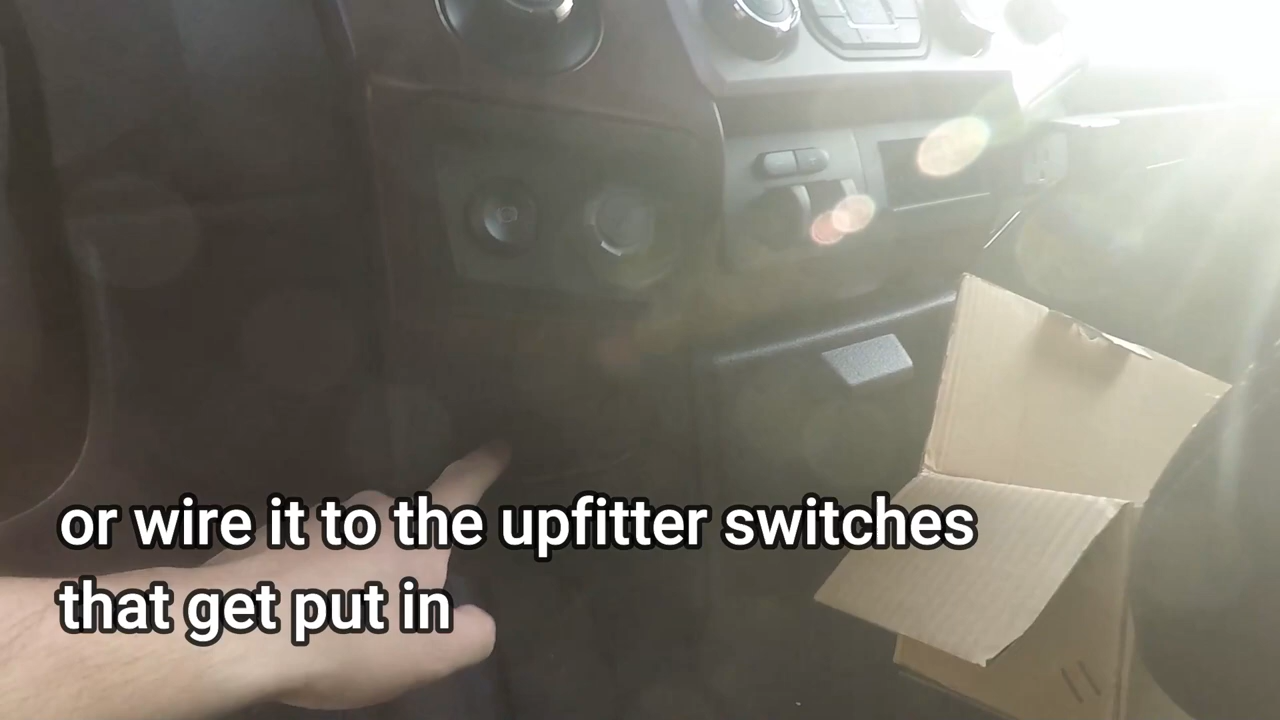 or wire it to the upfitter switches
that get put in